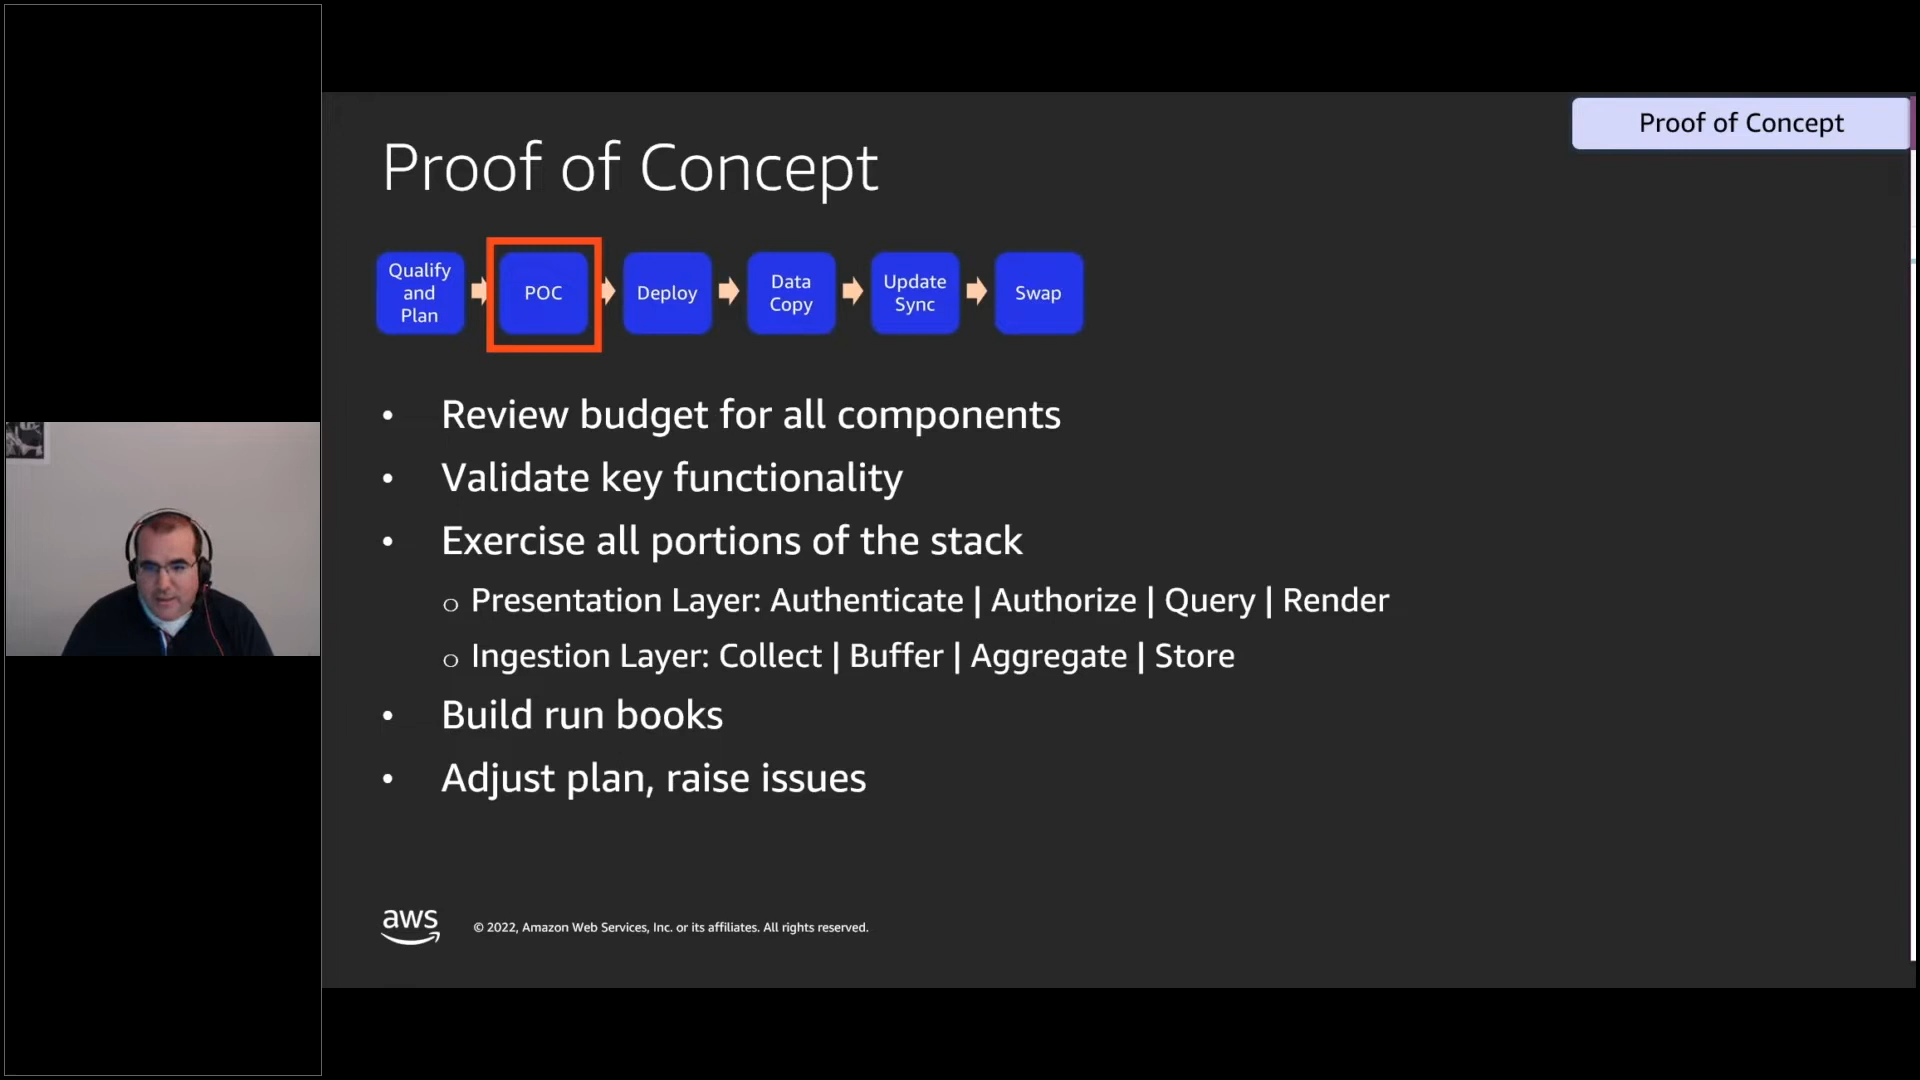 Proof of Concept
Proof of Concept
Qualify
and
Plan
POC
Deploy
Data
Copy
Update
Sync
Swap
• Review budget for all components
• Validate key functionality
• Exercise all portions of the stack
o Presentation Layer: Authenticate | Authorize | Query | Render
o Ingestion Layer: Collect | Buffer | Aggregate | Store
• Build run books
• Adjust plan, raise issues
aws
© 2022, Amazon Web Services, Inc. or its affiliates. All rights reserved.